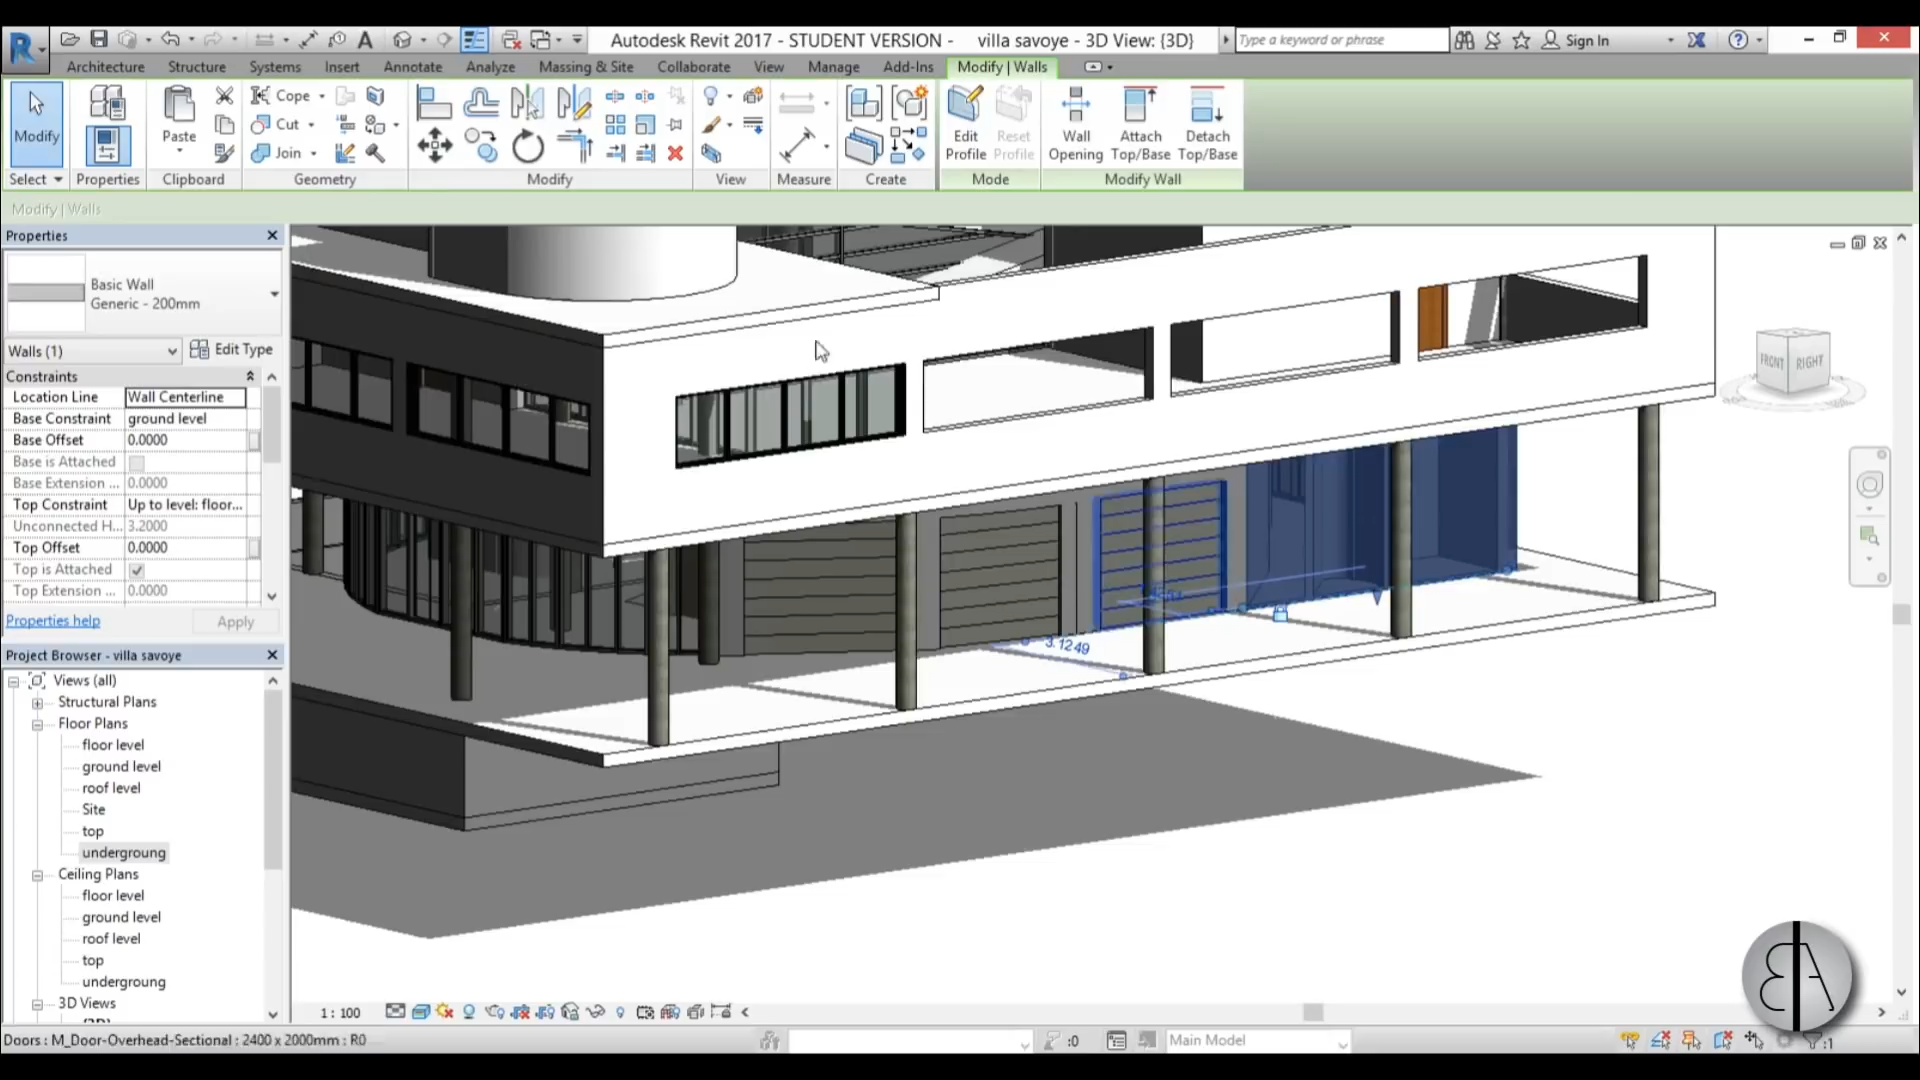 Autodesk Revit 2017 - STUDENT VERSION - villa savoye - 3D View: {3D}
Type a keyword or phrase
Sign In
Architecture Structure Systems Insert Annotate Analyze Massing & Site Collaborate View Manage Add-Ins Modify | Walls
Modify
Paste
Cope
Cut
Join
Edit Profile
Reset Profile
Wall Opening
Attach Top/Base
Detach Top/Base
Select Properties Clipboard Geometry Modify View Measure Create Mode Modify Wall
Modify | Walls
Properties
Basic Wall
Generic - 200mm
Walls (1)
Edit Type
Constraints
Location Line Wall Centerline
Base Constraint ground level
Base Offset 0.0000
Base is Attached
Base Extension ... 0.0000
Top Constraint Up to level: floor...
Unconnected H... 3.2000
Top Offset 0.0000
Top is Attached
Top Extension ... 0.0000
Properties help
Apply
Project Browser - villa savoye
Views (all)
Structural Plans
Floor Plans
floor level
ground level
roof level
Site
top
undergroung
Ceiling Plans
floor level
ground level
roof level
top
undergroung
3D Views
FRONT
RIGHT
3.1249
1 : 100
Doors : M_Door-Overhead-Sectional : 2400 x 2000mm : R0
:0
Main Model
:1